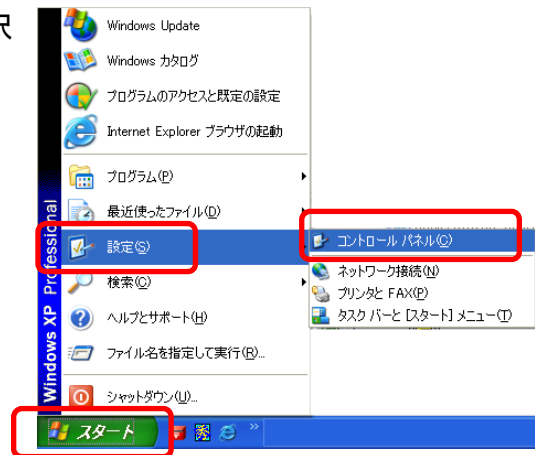 択
Windows Update
Windows カタログ
プログラムのアクセスと既定の設定
Internet Explorer ブラウザの起動
プログラム(P)
最近使ったファイル(D)
設定(S)
コントロール パネル(C)
ネットワーク接続(N)
検索(C)
プリンタと FAX(P)
ヘルプとサポート(H)
タスク バーと [スタート] メニュー(T)
ファイル名を指定して実行(R)...
シャットダウン(U)...
Windows XP Professional
スタート